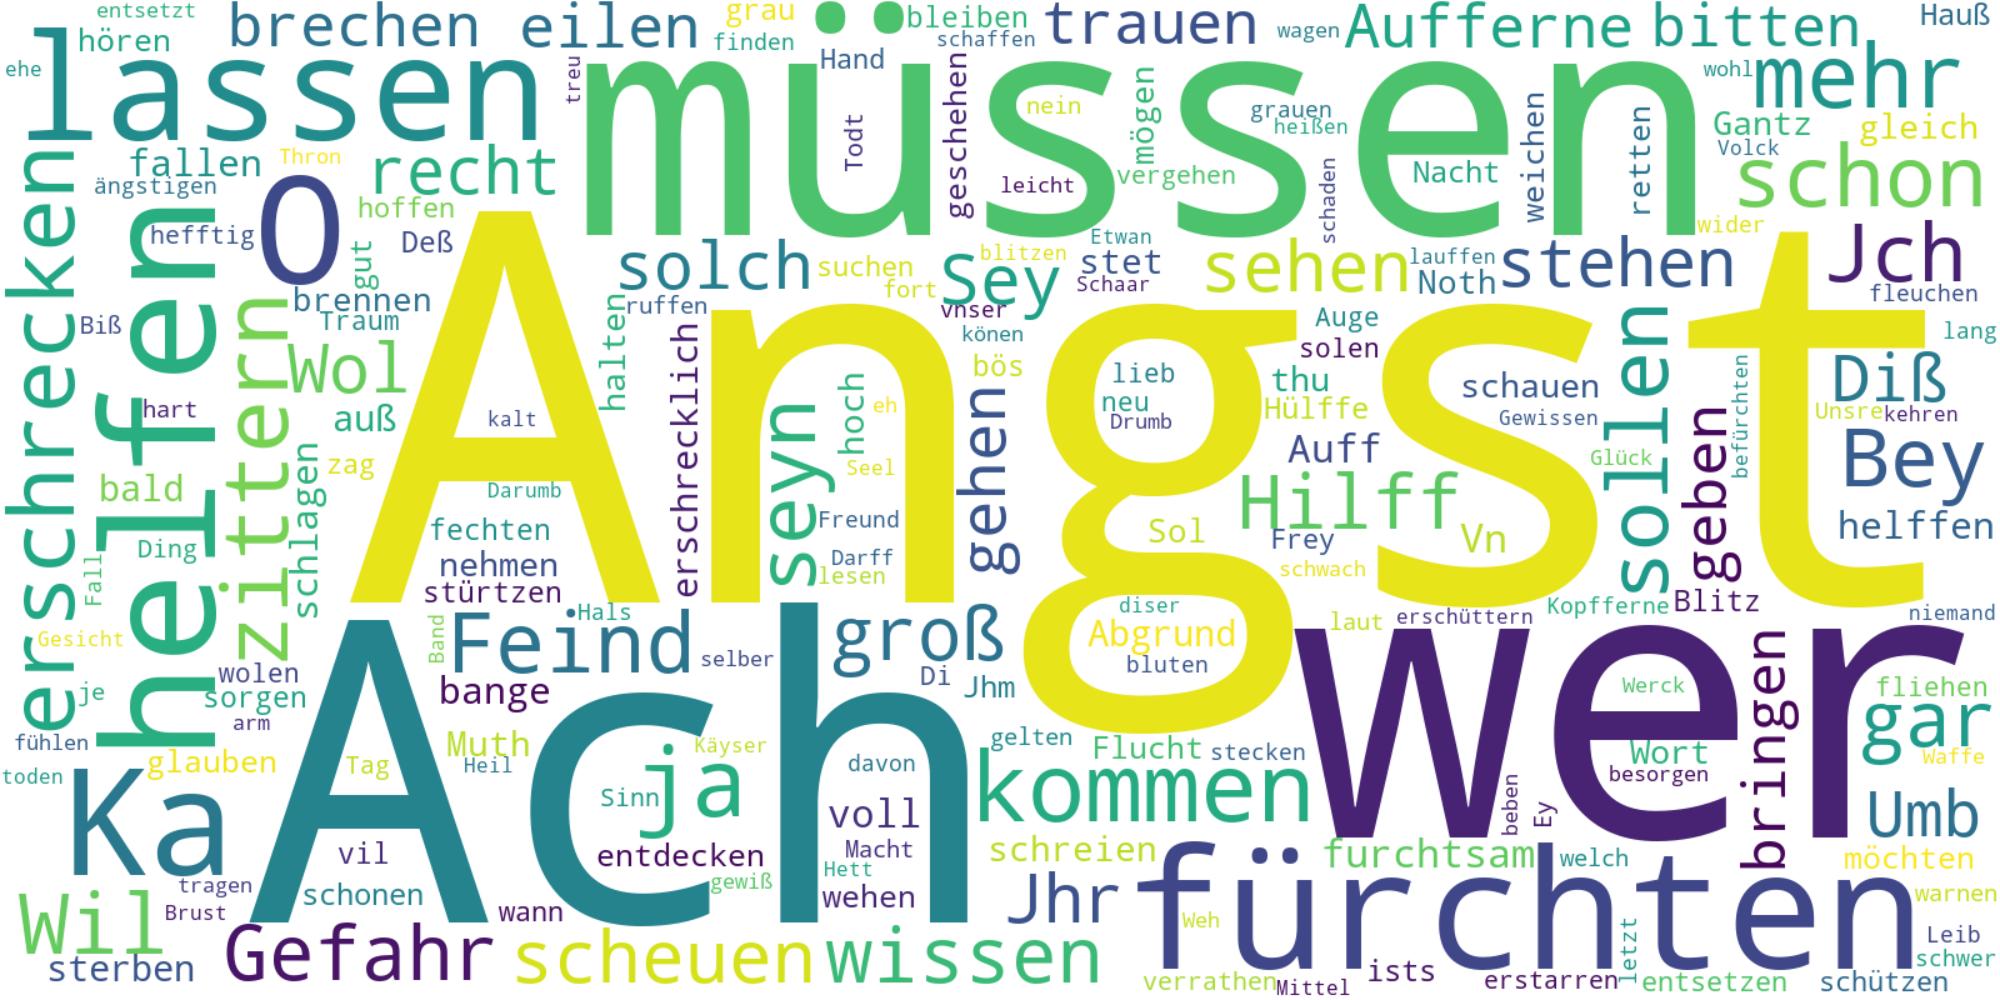 entsetzt
hören
brechen
eilen
grau
finden
bleiben
schaffen
trauen
wagen
Aufferne
bitten
Hauß
ehe
lassen
treu
müssen
Hand
Todt
geschehen
nein
leicht
mögen
vergehen
grauen
heißen
schaden
Nacht
weichen
retten
wohl
mehr
Gantz
Volck
gleich
schon
wider
erschrecken
fallen
Thron
ängstigen
recht
helfen
hefftig
O
hoffen
gut
Deß
brennen
Traum
zittern
Biß
Wol
hart
auß
bald
zag
schlagen
Ding
Fall
Angst
solch
suchen
fort
ruffen
halten
erschrecklich
kalt
Darumb
fechten
nehmen
stürtzen
Sey
blitzen
vnser
könen
bös
Etwan
stet
Schaar
sehen
lauffen
Noth
stehen
Jch
fleuchen
lang
Auge
solen
hoch
eh
Seel
seyn
Freund
Darff
lesen
gehen
lieb
neu
Drumb
thu
Hülffe
Auff
Hilff
Frey
Vn
Sol
schwach
schauen
Gewissen
Glück
sollen
geben
befürchten
Diß
Unsre
kehren
Bey
helffen
Blitz
Kopfferne
niemand
Gesicht
je
wolen
sorgen
arm
fühlen
toden
glauben
Ka
Ach
Tag
Band
Feind
Hals
selber
bange
Muth
Heil
groß
Di
Jhm
diser
Abgrund
bluten
laut
erschüttern
wer
Werck
Wort
besorgen
bringen
fliehen
gar
Waffe
Käyser
ja
Sinn
davon
voll
Macht
Hett
wehen
gelten
Flucht
stecken
kommen
beben
Ey
Umb
möchten
vil
schonen
entdecken
gewiß
schreien
furchtsam
welch
tragen
Brust
Wil
wann
Jhr
Weh
fürchten
warnen
sterben
Gefahr
scheuen
wissen
verrathen
Mittel
ists
erstarren
letzt
entsetzen
Leib
schwer
schützen